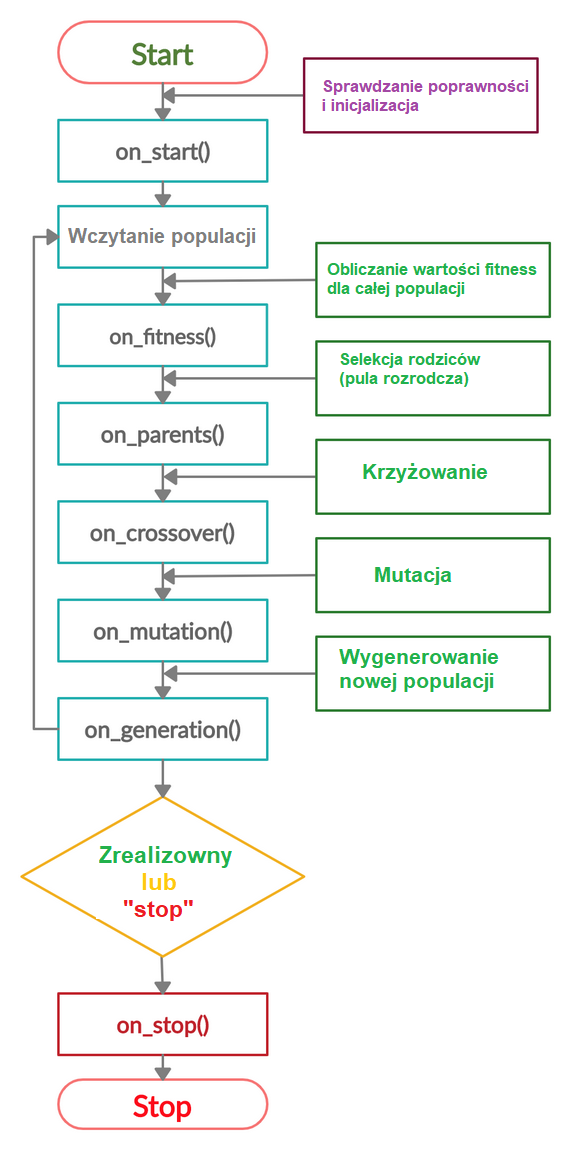 Start
Sprawdzanie poprawności
i inicjalizacja
on_start()
Wczytanie populacji
Obliczanie wartości fitness
dla całej populacji
on_fitness()
Selekcja rodziców
(pula rozrodcza)
on_parents()
Krzyżowanie
on_crossover()
Mutacja
on_mutation()
Wygenerowanie
nowej populacji
on_generation()
Zrealizowny
lub
"stop"
on_stop()
Stop